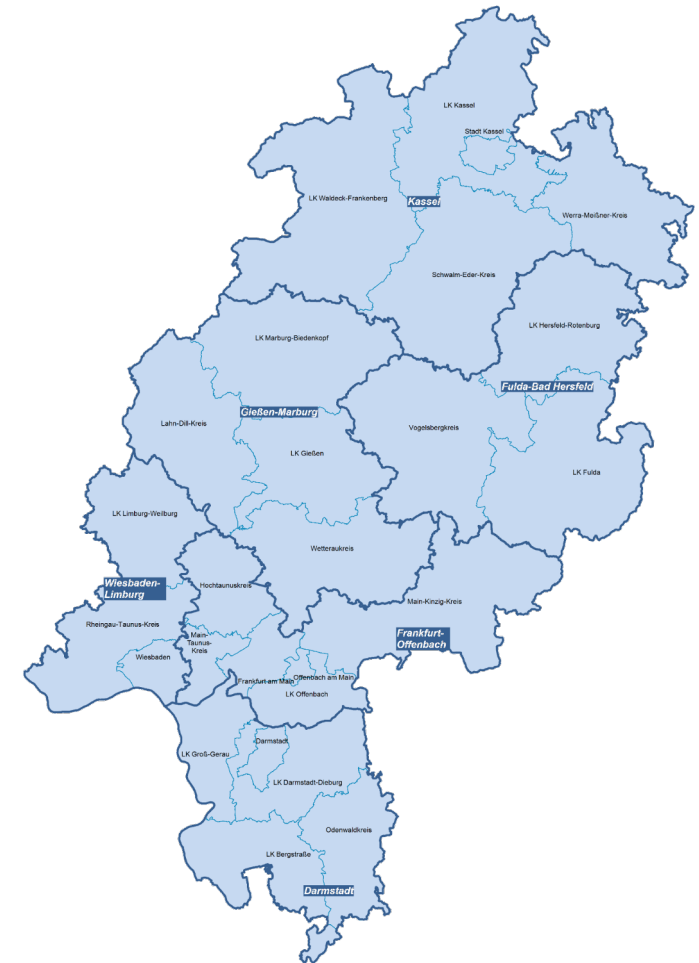 LK Kassel
Stadt Kassel
LK Waldeck-Frankenberg
Kassel
Werra-Meißner-Kreis
Schwalm-Eder-Kreis
LK Hersfeld-Rotenburg
LK Marburg-Biedenkopf
Fulda-Bad Hersfeld
Gießen-Marburg
Lahn-Dill-Kreis
Vogelsbergkreis
LK Gießen
LK Fulda
LK Limburg-Weilburg
Wetteraukreis
Wiesbaden-
Limburg
Hochtaunuskreis
Main-Kinzig-Kreis
Rheingau-Taunus-Kreis
Main-
Taunus-
Kreis
Frankfurt-
Offenbach
Wiesbaden
Frankfurt am Main
Offenbach am Main
LK Offenbach
Darmstadt
LK Groß-Gerau
LK Darmstadt-Dieburg
Odenwaldkreis
LK Bergstraße
Darmstadt